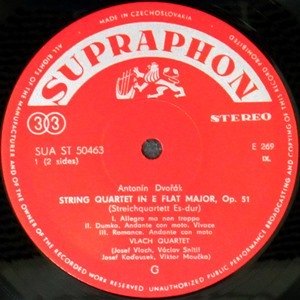 MADE IN CZECHOSLOVAKIA
ALL RIGHTS OF THE MANUFACTURER AND OF THE OWNER OF THE RECORDED WORK RESERVED
UNAUTHORIZED PUBLIC PERFORMANCE BROADCASTING AND COPYING OF THIS RECORD PROHIBITED
SUPRAPHON
33
STEREO
SUA ST 50463
1 (2 sides)
E 269
IX.
Antonín Dvořák
STRING QUARTET IN E FLAT MAJOR, Op. 51
(Streichquartett Es-dur)
I. Allegro ma non troppo
II. Dumka. Andante con moto. Vivace
III. Romance. Andante con moto
VLACH QUARTET
(Josef Vlach, Václav Snítil
Josef Koďousek, Viktor Moučka)
G